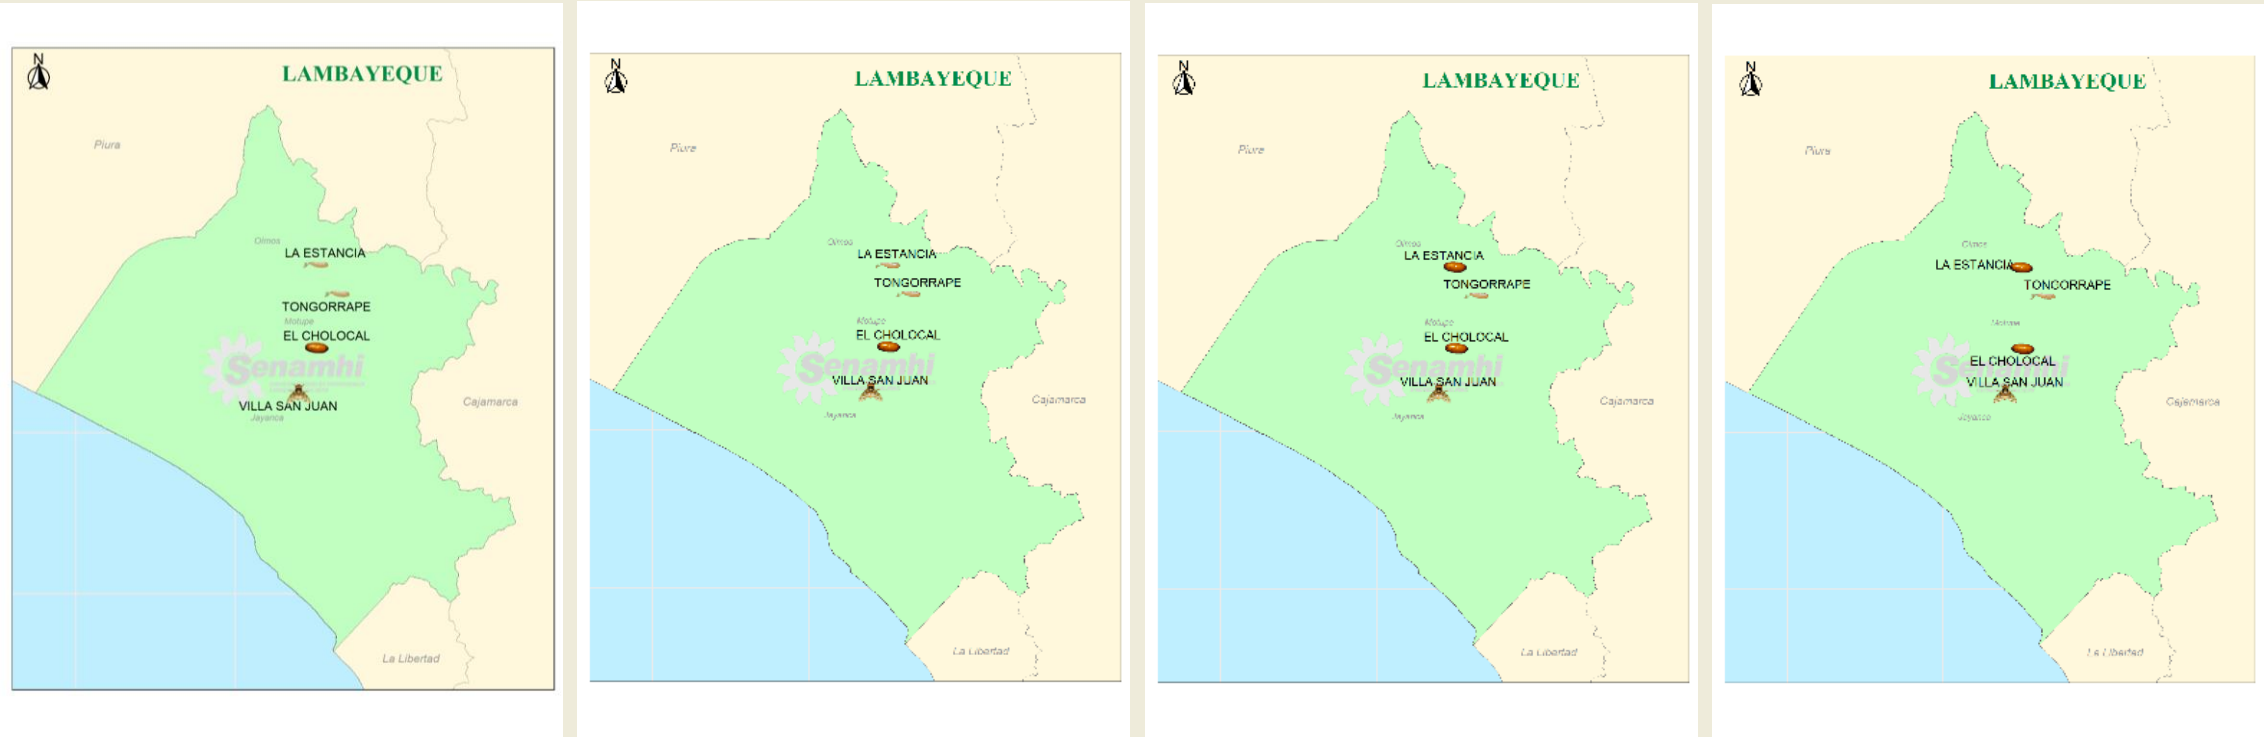 N
LAMBAYEQUE
Piura
Olmos
LA ESTANCIA
TONGORRAPE
Motupe
EL CHOLOCAL
Senamhi
VILLA SAN JUAN
Jayanca
Cajamarca
La Libertad
N
LAMBAYEQUE
Piura
Olmos
LA ESTANCIA
TONGORRAPE
Motupe
EL CHOLOCAL
Senamhi
VILLA SAN JUAN
Jayanca
Cajamarca
La Libertad
N
LAMBAYEQUE
Piura
Olmos
LA ESTANCIA
TONGORRAPE
Motupe
EL CHOLOCAL
Senamhi
VILLA SAN JUAN
Jayanca
Cajamarca
La Libertad
N
LAMBAYEQUE
Piura
Olmos
LA ESTANCIA
TONCORRAPE
Motupe
EL CHOLOCAL
VILLA SAN JUAN
Jayanca
Cajamarca
La Libertad